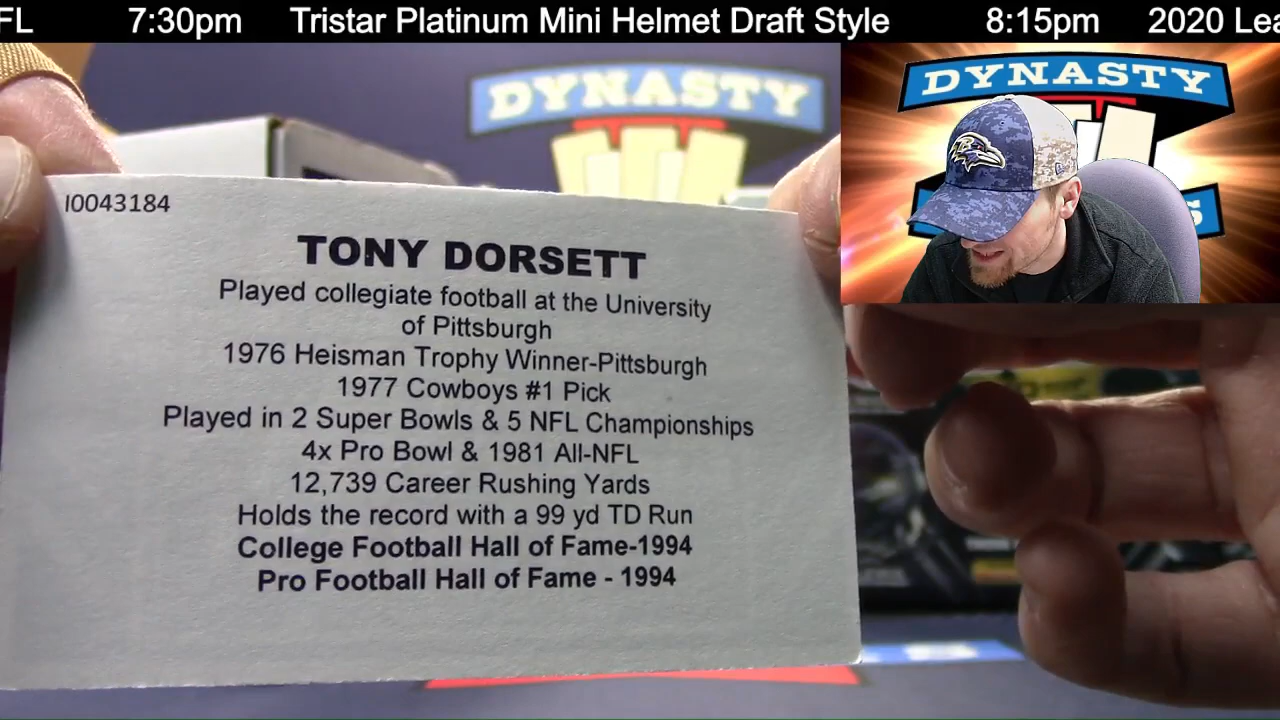 FL 7:30pm Tristar Platinum Mini Helmet Draft Style 8:15pm 2020 Lea
DYNASTY
DYNASTY
S
I0043184
TONY DORSETT
Played collegiate football at the University
of Pittsburgh
1976 Heisman Trophy Winner-Pittsburgh
1977 Cowboys #1 Pick
Played in 2 Super Bowls & 5 NFL Championships
4x Pro Bowl & 1981 All-NFL
12,739 Career Rushing Yards
Holds the record with a 99 yd TD Run
College Football Hall of Fame-1994
Pro Football Hall of Fame - 1994